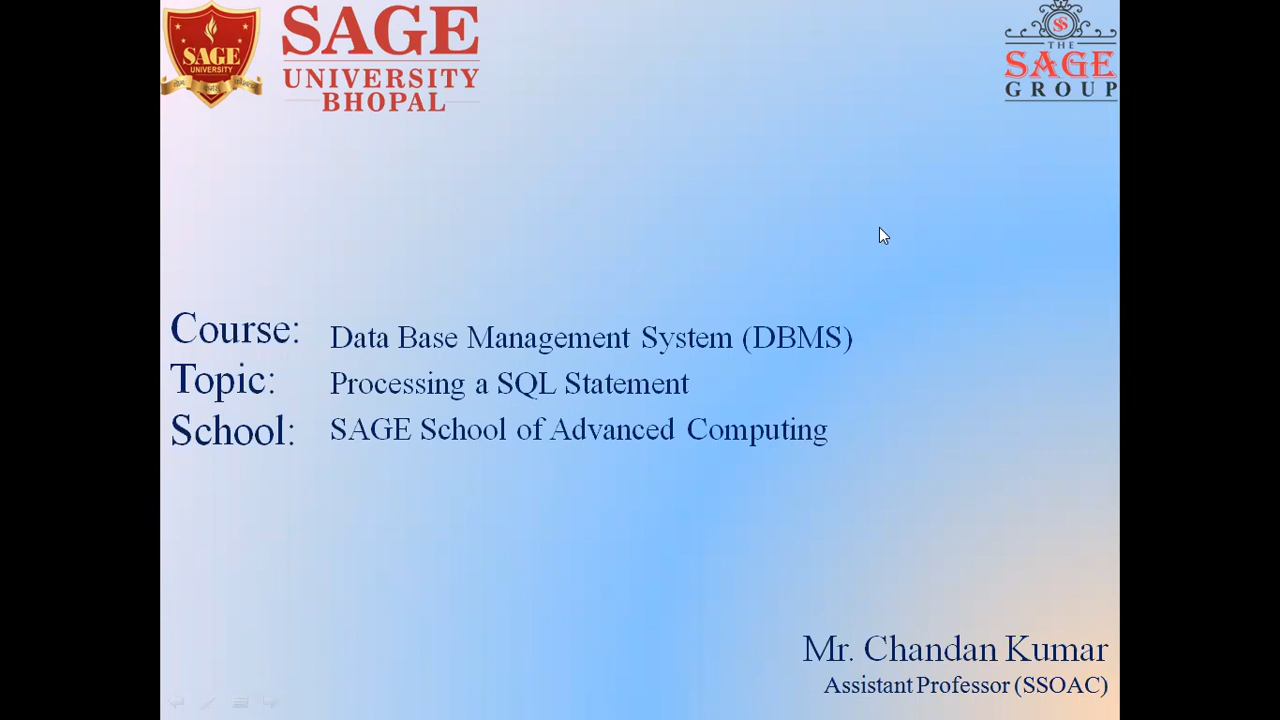 SAGE
UNIVERSITY
SAGE
UNIVERSITY
BHOPAL
THE
SAGE
GROUP
Course: Data Base Management System (DBMS)
Topic: Processing a SQL Statement
School: SAGE School of Advanced Computing
Mr. Chandan Kumar
Assistant Professor (SSOAC)